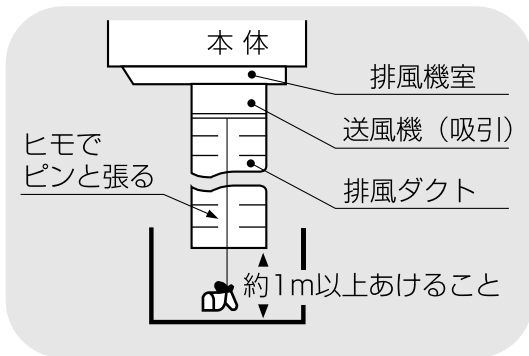 本体
排風機室
送風機（吸引）
ヒモで
ピンと張る
排風ダクト
約1m以上あけること